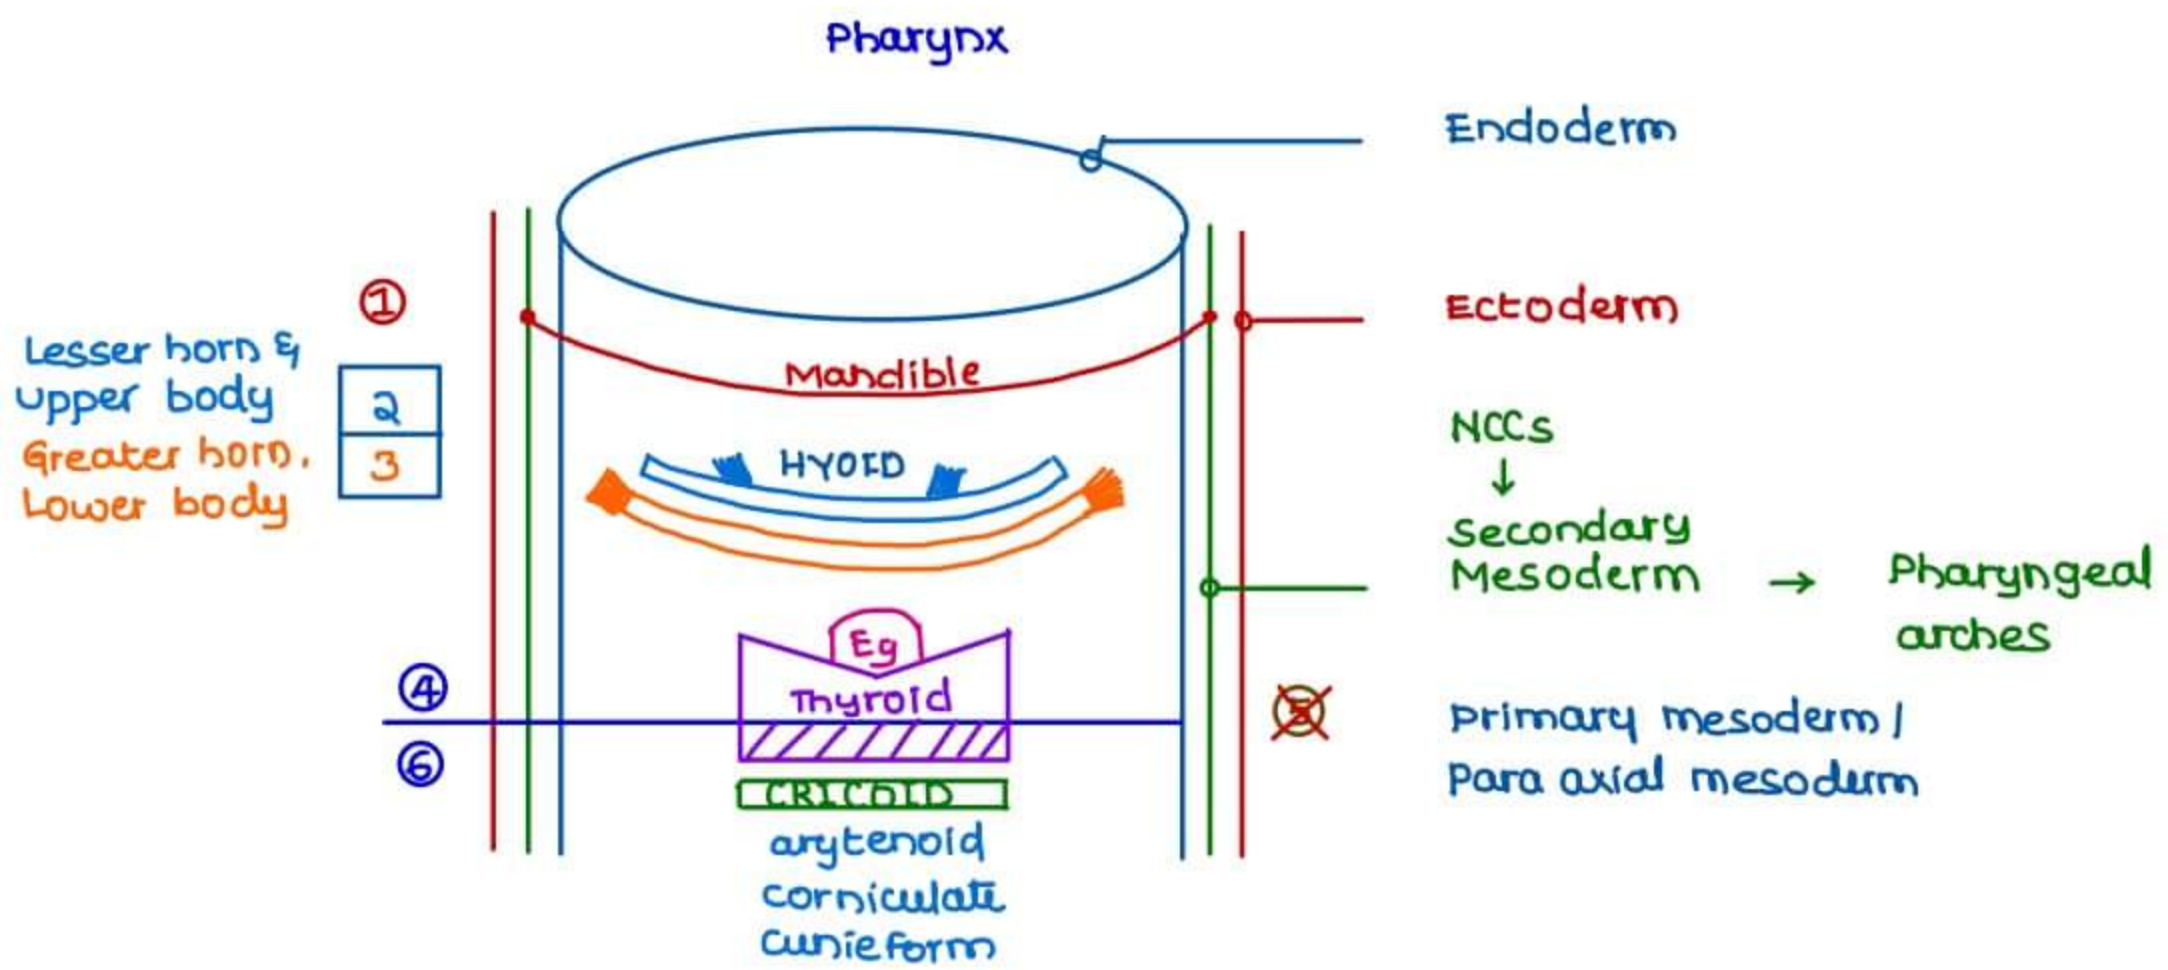 Pharynx
Endoderm
①
Ectoderm
Lesser horn &
upper body
2
Mandible
Greater horn,
Lower body
3
HYOID
NCCs
↓
Secondary
Mesoderm → Pharyngeal
arches
Eg
④
Thyroid
5
Primary mesoderm /
Para axial mesoderm
⑥
CRICOID
arytenoid
corniculate
cunieform